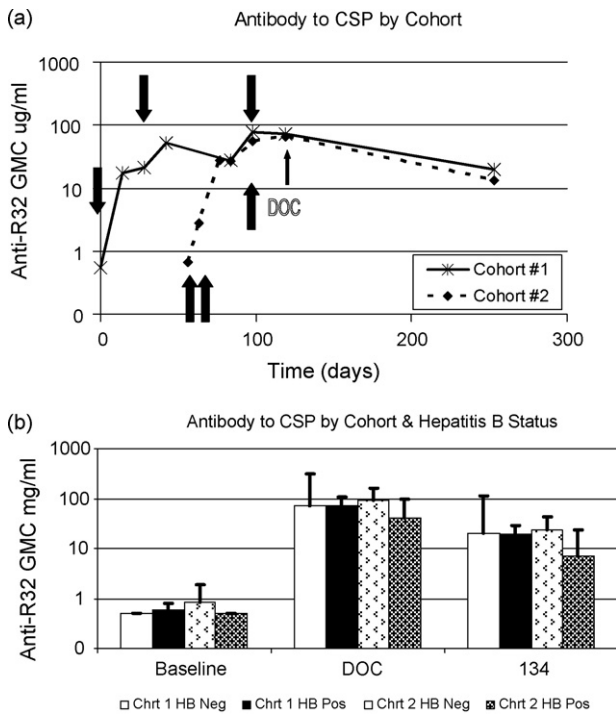 (a) Antibody to CSP by Cohort
Anti-R32 GMC ug/ml
1000
100
10
1
0
DOC
Cohort #1
Cohort #2
0 100 200 300
Time (days)
(b) Antibody to CSP by Cohort & Hepatitis B Status
Anti-R32 GMC mg/ml
1000
100
10
1
0
Baseline DOC 134
Chrt 1 HB Neg Chrt 1 HB Pos Chrt 2 HB Neg Chrt 2 HB Pos